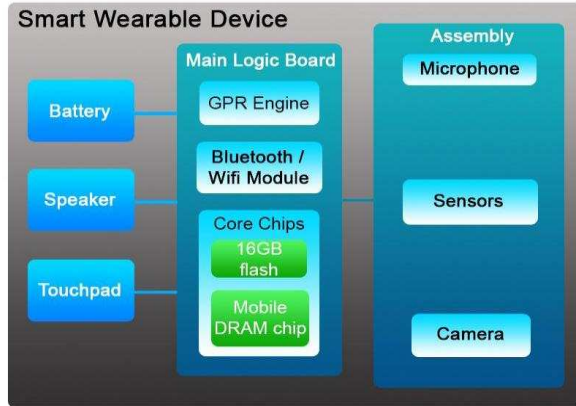 Smart Wearable Device
Battery
Speaker
Touchpad
Main Logic Board
GPR Engine
Bluetooth /
Wifi Module
Core Chips
16GB
flash
Mobile
DRAM chip
Assembly
Microphone
Sensors
Camera